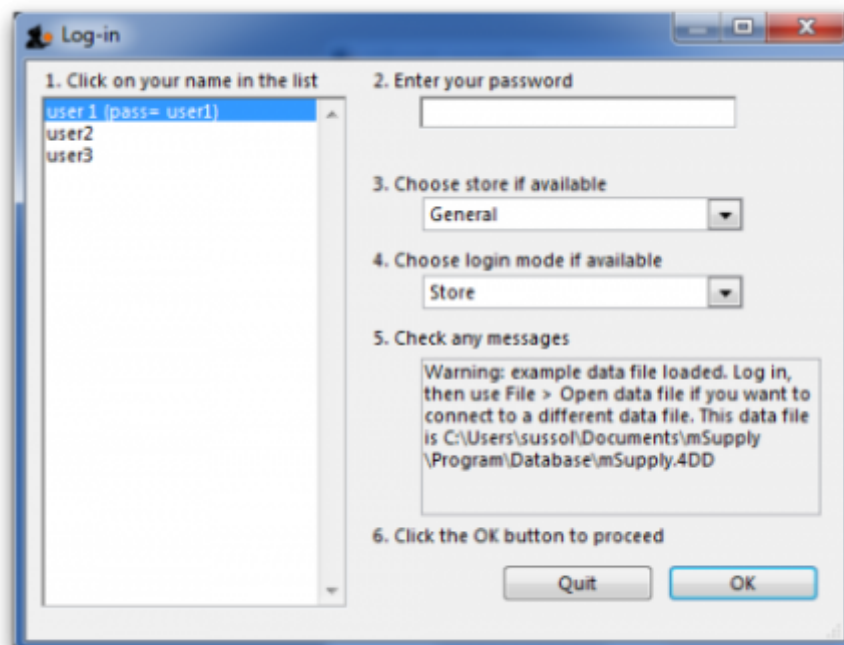 Log-in
1. Click on your name in the list
user 1 (pass= user1)
user2
user3
2. Enter your password
3. Choose store if available
General
4. Choose login mode if available
Store
5. Check any messages
Warning: example data file loaded. Log in,
then use File > Open data file if you want to
connect to a different data file. This data file
is C:\Users\sussol\Documents\mSupply
\Program\Database\mSupply.4DD
6. Click the OK button to proceed
Quit
OK